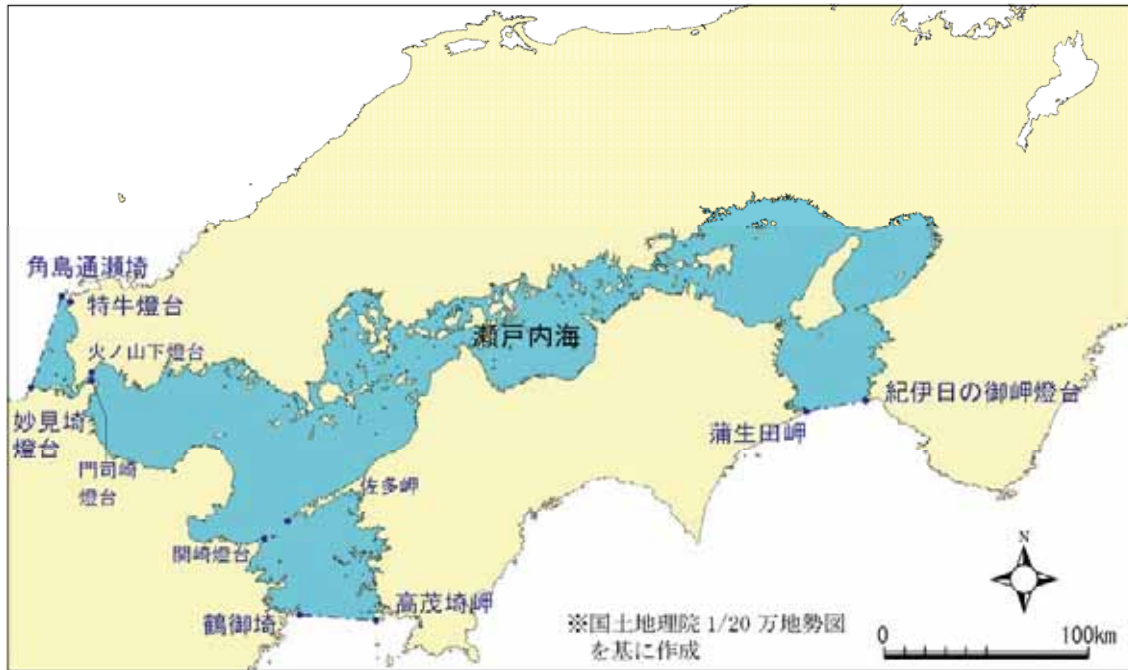 角島通瀬埼
特牛燈台
火ノ山下燈台
瀬戸内海
妙見埼
燈台
紀伊日の御岬燈台
蒲生田岬
門司崎
燈台
佐多岬
関崎燈台
N
鶴御埼
高茂埼岬
※国土地理院 1/20 万地勢図
を基に作成
0 100km